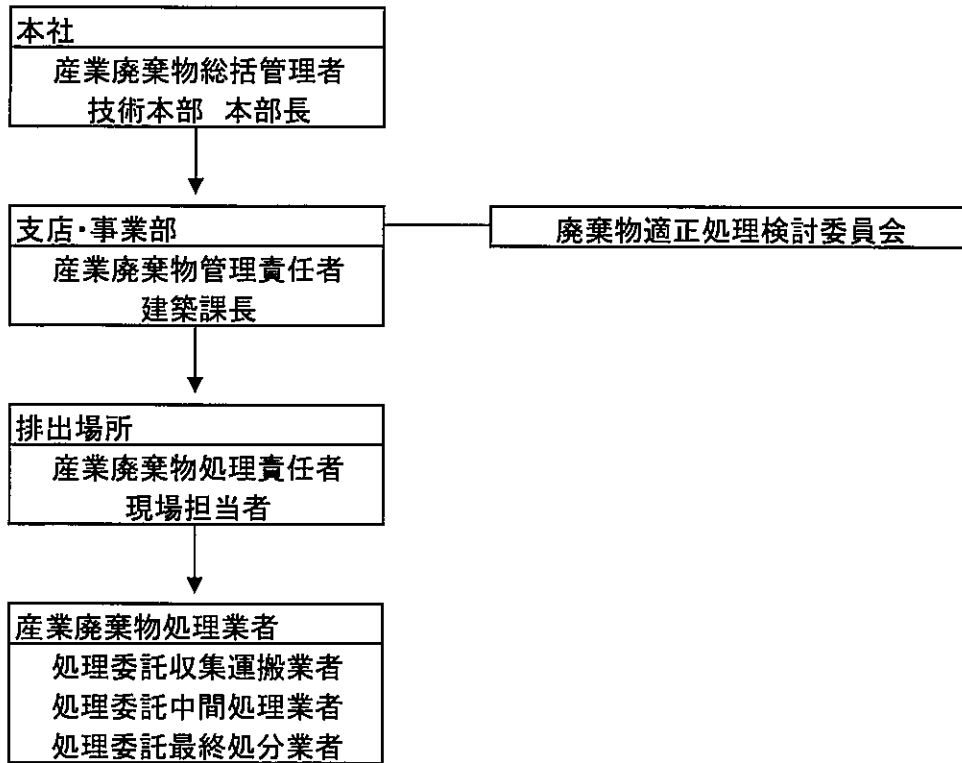 本社
産業廃棄物総括管理者
技術本部 本部長
支店・事業部
廃棄物適正処理検討委員会
産業廃棄物管理責任者
建築課長
排出場所
産業廃棄物処理責任者
現場担当者
産業廃棄物処理業者
処理委託収集運搬業者
処理委託中間処理業者
処理委託最終処分業者